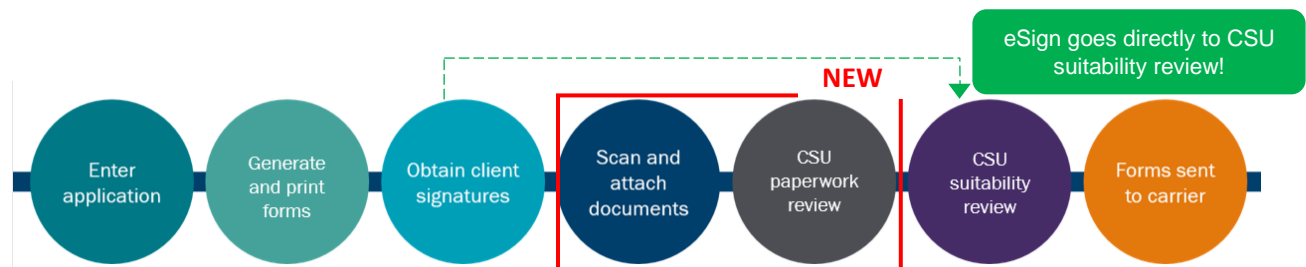 eSign goes directly to CSU
suitability review!
NEW
Enter
application
Generate
and print
forms
Obtain client
signatures
Scan and
attach
documents
CSU
paperwork
review
CSU
suitability
review
Forms sent
to carrier